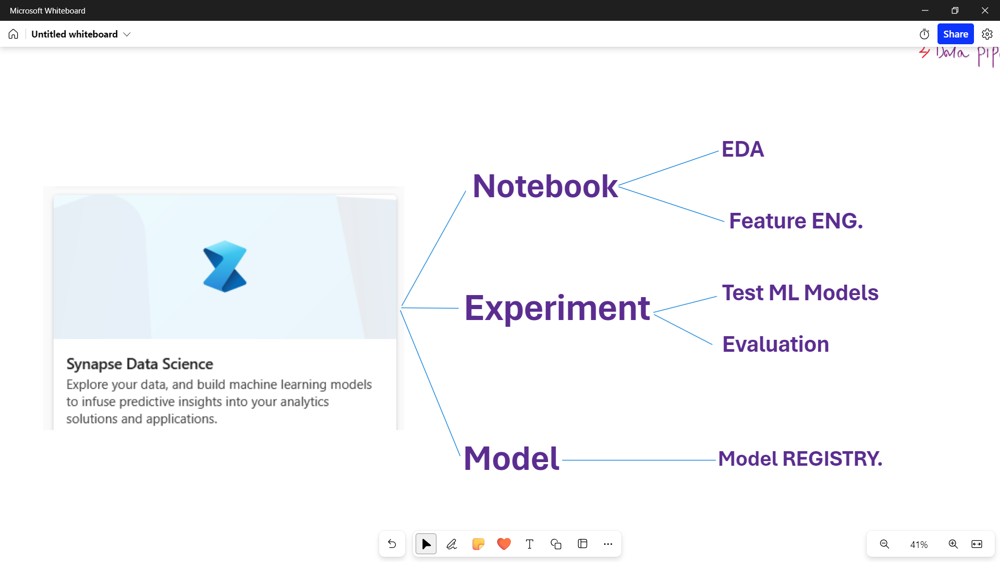 Microsoft Whiteboard
Untitled whiteboard
Share
Data
EDA
Notebook
Feature ENG.
Test ML Models
Experiment
Evaluation
Synapse Data Science
Explore your data, and build machine learning models
to infuse predictive insights into your analytics
solutions and applications.
Model
Model REGISTRY.
41%